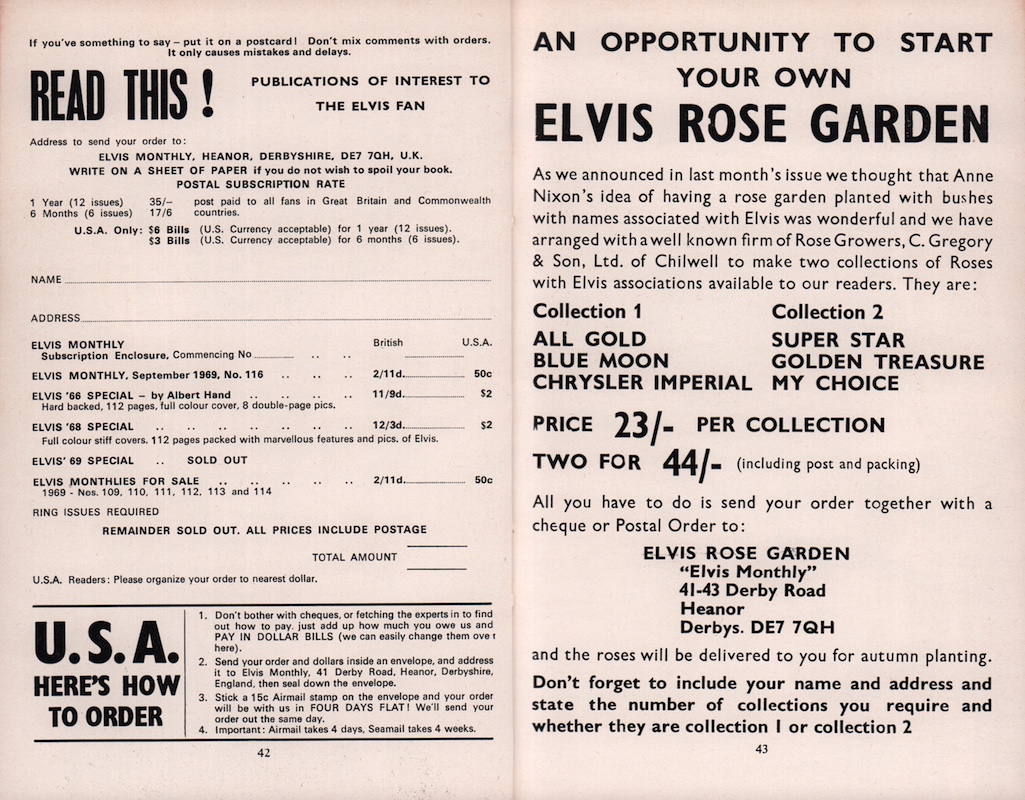 If you've something to say – put it on a postcard! Don't mix comments with orders.
It only causes mistakes and delays.
READ THIS !
PUBLICATIONS OF INTEREST TO
THE ELVIS FAN
Address to send your order to:
ELVIS MONTHLY, HEANOR, DERBYSHIRE, DE7 7QH, U.K.
WRITE ON A SHEET OF PAPER if you do not wish to spoil your book.
POSTAL SUBSCRIPTION RATE
1 Year (12 issues) 35/– post paid to all fans in Great Britain and Commonwealth
6 Months (6 issues) 17/6 countries.
U.S.A. Only: $6 Bills (U.S. Currency acceptable) for 1 year (12 issues).
$3 Bills (U.S. Currency acceptable) for 6 months (6 issues).
NAME
ADDRESS
ELVIS MONTHLY British U.S.A.
Subscription Enclosure, Commencing No. .. ..
ELVIS MONTHLY, September 1969, No. 116 .. .. .. 2/11d. 50c
ELVIS '66 SPECIAL – by Albert Hand .. .. .. 11/9d. $2
Hard backed, 112 pages, full colour cover, 8 double-page pics.
ELVIS '68 SPECIAL .. .. .. .. .. .. 12/3d. $2
Full colour stiff covers. 112 pages packed with marvellous features and pics. of Elvis.
ELVIS' 69 SPECIAL .. SOLD OUT
ELVIS MONTHLIES FOR SALE .. .. .. .. .. 2/11d. 50c
1969 - Nos. 109, 110, 111, 112, 113 and 114
RING ISSUES REQUIRED
REMAINDER SOLD OUT. ALL PRICES INCLUDE POSTAGE
TOTAL AMOUNT
U.S.A. Readers: Please organize your order to nearest dollar.
U.S.A.
HERE'S HOW
TO ORDER
1. Don't bother with cheques, or fetching the experts in to find
out how to pay. just add up how much you owe us and
PAY IN DOLLAR BILLS (we can easily change them over
here).
2. Send your order and dollars inside an envelope, and address
it to Elvis Monthly, 41 Derby Road, Heanor, Derbyshire,
England, then seal down the envelope.
3. Stick a 15c Airmail stamp on the envelope and your order
will be with us in FOUR DAYS FLAT! We'll send your
order out the same day.
4. Important: Airmail takes 4 days, Seamail takes 4 weeks.
42
AN OPPORTUNITY TO START
YOUR OWN
ELVIS ROSE GARDEN
As we announced in last month's issue we thought that Anne
Nixon's idea of having a rose garden planted with bushes
with names associated with Elvis was wonderful and we have
arranged with a well known firm of Rose Growers, C. Gregory
& Son, Ltd. of Chilwell to make two collections of Roses
with Elvis associations available to our readers. They are:
Collection 1 Collection 2
ALL GOLD SUPER STAR
BLUE MOON GOLDEN TREASURE
CHRYSLER IMPERIAL MY CHOICE
PRICE 23/- PER COLLECTION
TWO FOR 44/- (including post and packing)
All you have to do is send your order together with a
cheque or Postal Order to:
ELVIS ROSE GARDEN
"Elvis Monthly"
41-43 Derby Road
Heanor
Derbys. DE7 7QH
and the roses will be delivered to you for autumn planting.
Don't forget to include your name and address and
state the number of collections you require and
whether they are collection 1 or collection 2
43